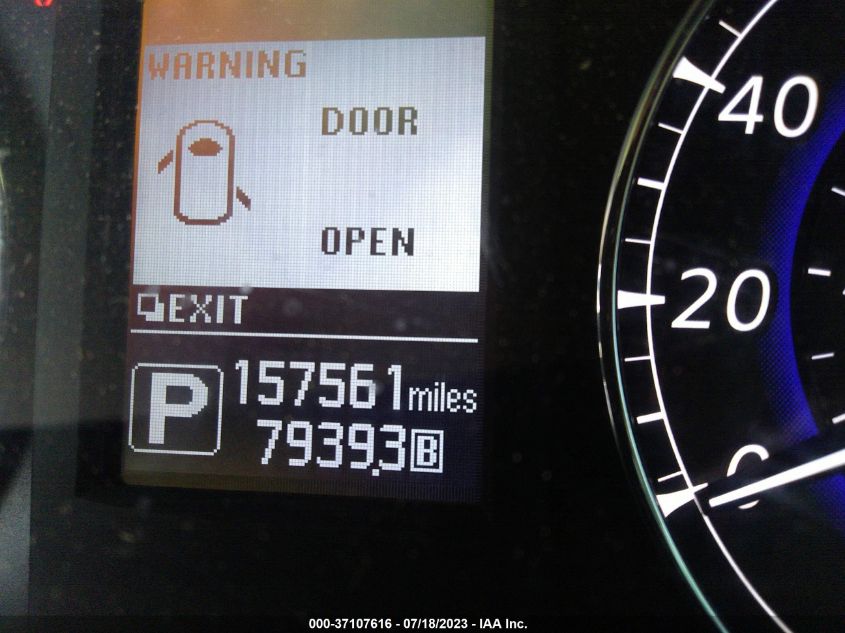 WARNING
DOOR
OPEN
EXIT
P
157561 miles
7939.3 B
40
20
0
000-37107616 - 07/18/2023 - IAA Inc.